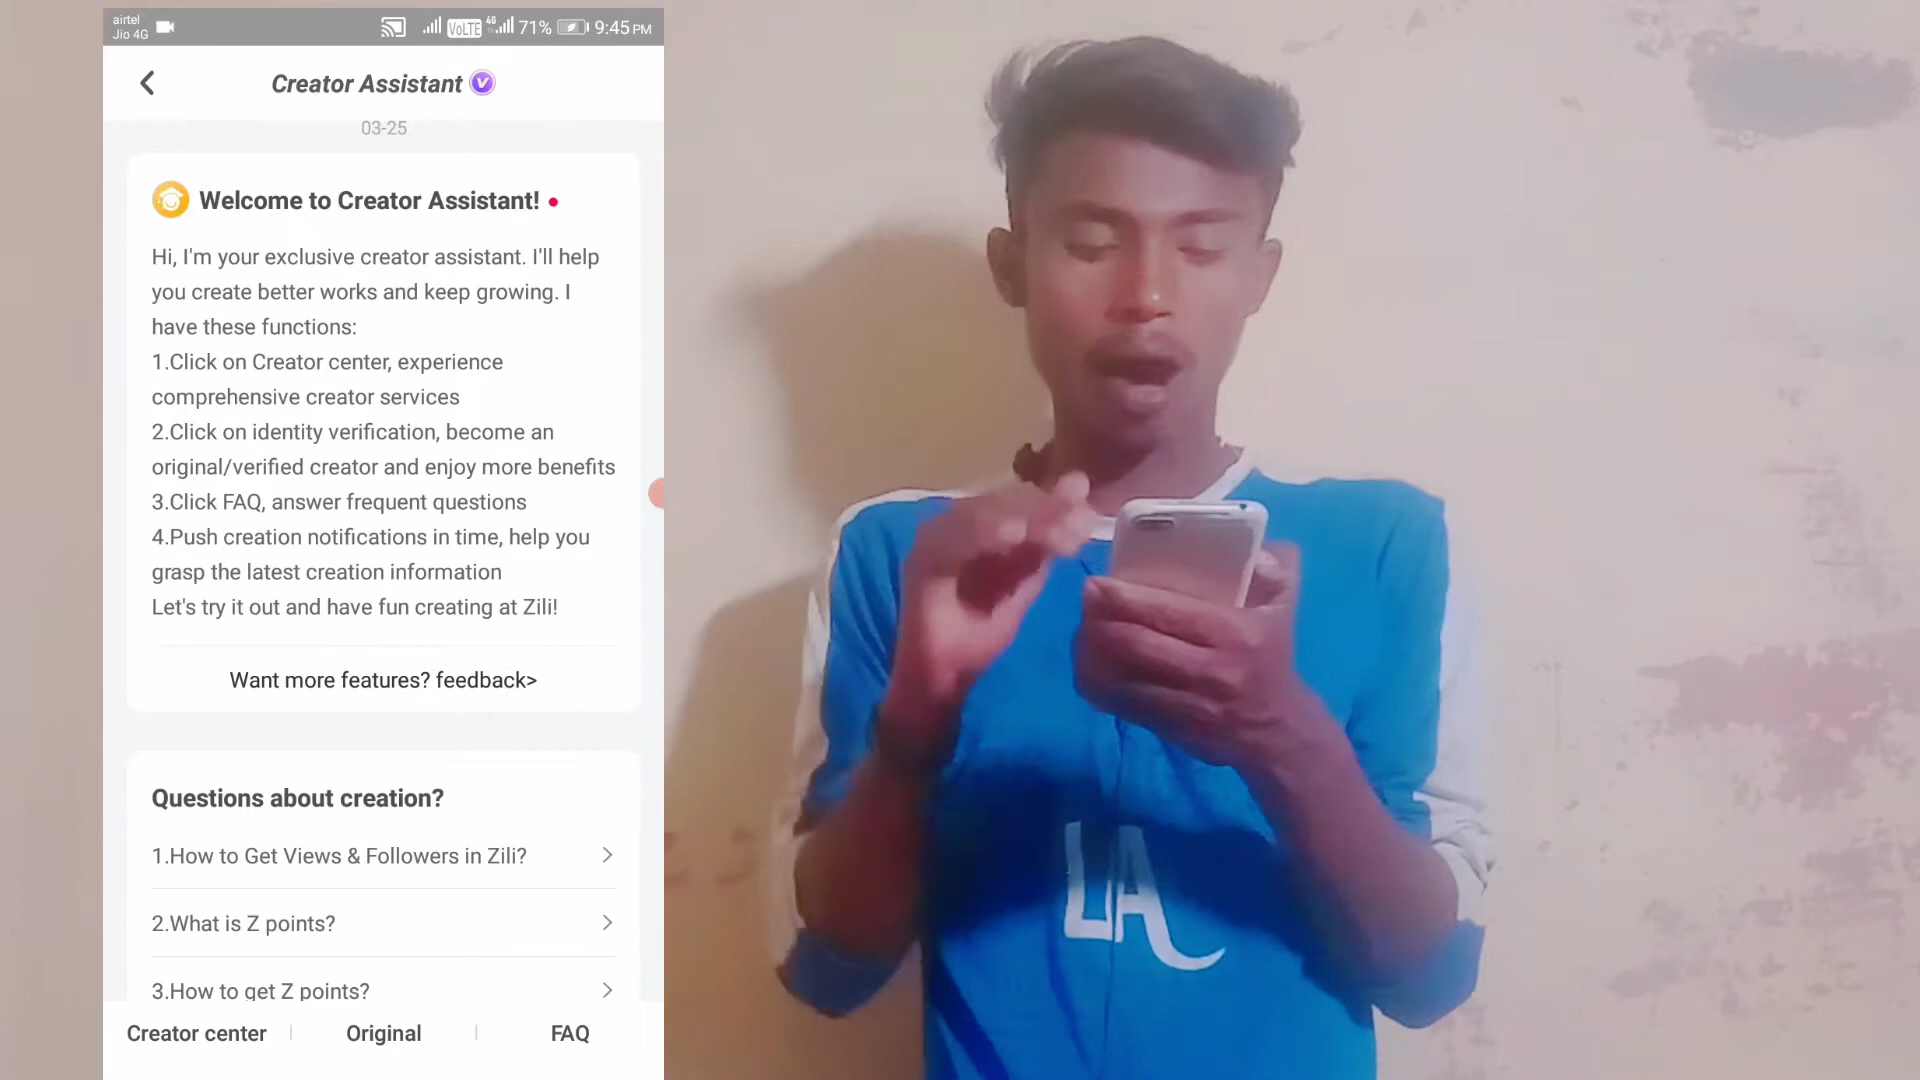 airtel
Jio 4G
VoLTE 4G 71% 9:45 PM
Creator Assistant V
03-25
Welcome to Creator Assistant!
Hi, I'm your exclusive creator assistant. I'll help
you create better works and keep growing. I
have these functions:
1.Click on Creator center, experience
comprehensive creator services
2.Click on identity verification, become an
original/verified creator and enjoy more benefits
3.Click FAQ, answer frequent questions
4.Push creation notifications in time, help you
grasp the latest creation information
Let's try it out and have fun creating at Zili!
Want more features? feedback>
Questions about creation?
1.How to Get Views & Followers in Zili?
2.What is Z points?
3.How to get Z points?
Creator center
Original
FAQ
LA